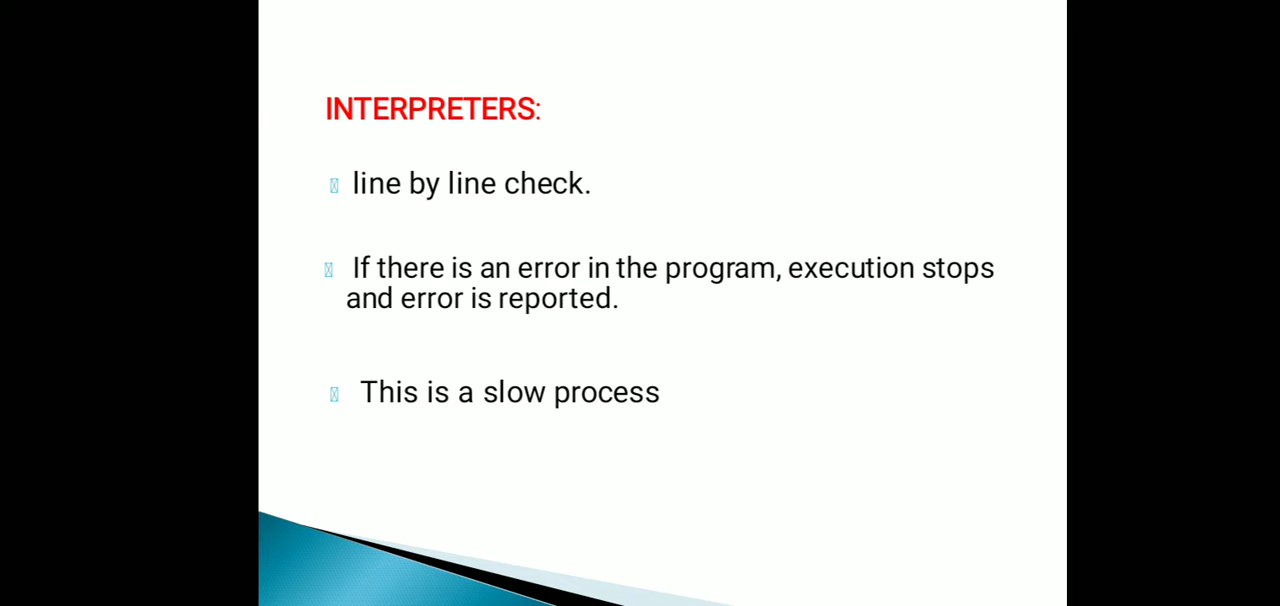 INTERPRETERS:
line by line check.
If there is an error in the program, execution stops
and error is reported.
This is a slow process